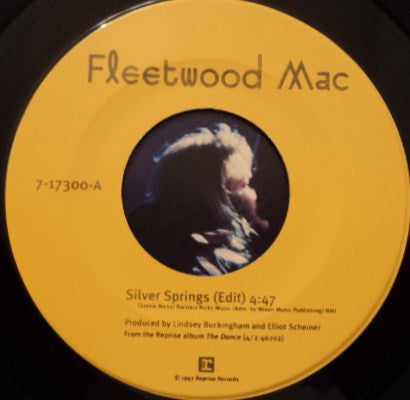 Fleetwood Mac
7-17300-A
Silver Springs (Edit) 4:47
(Stevie Nicks) Barbara Nicks Music (Adm. by Wixen Music Publishing) BMI
Produced by Lindsey Buckingham and Elliot Scheiner
From the Reprise album The Dance (4/2-46702)
R
© 1997 Reprise Records